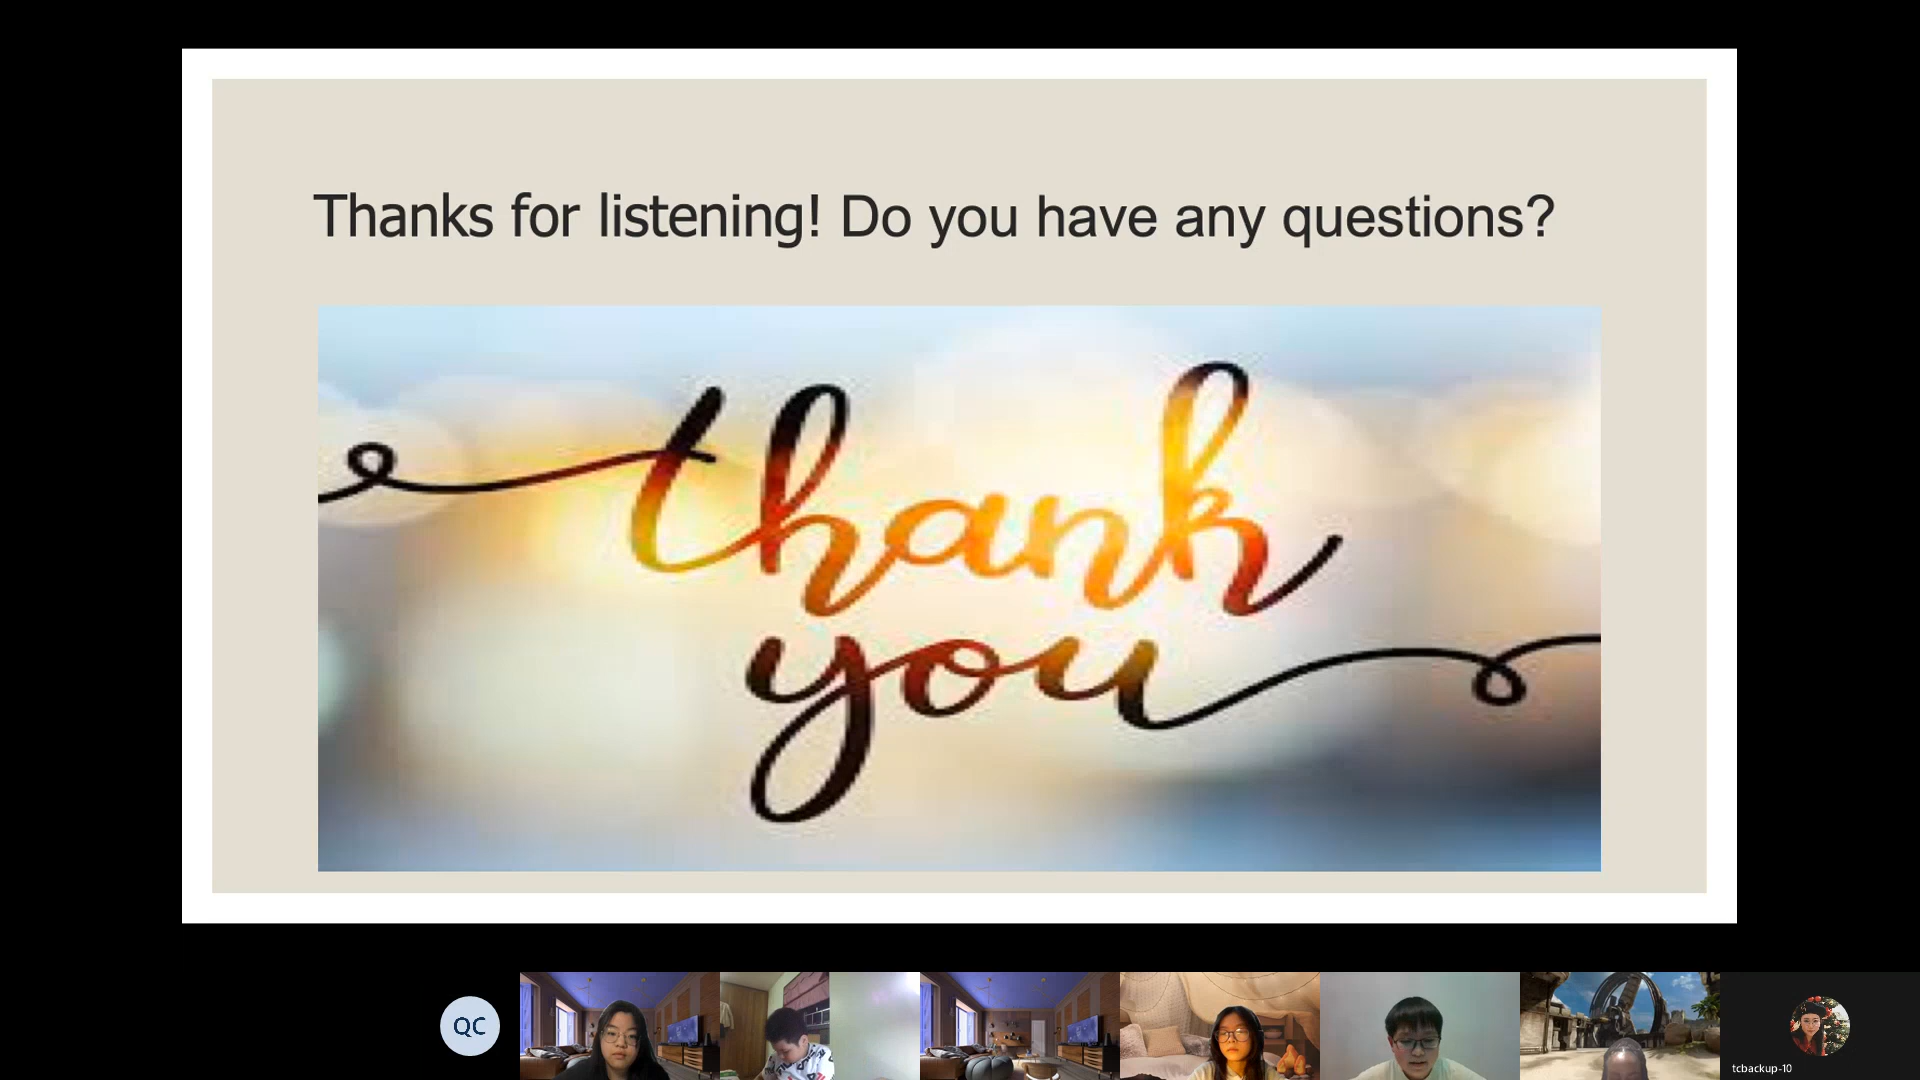 Thanks for listening! Do you have any questions?
thank
you
QC
tcbackup-10